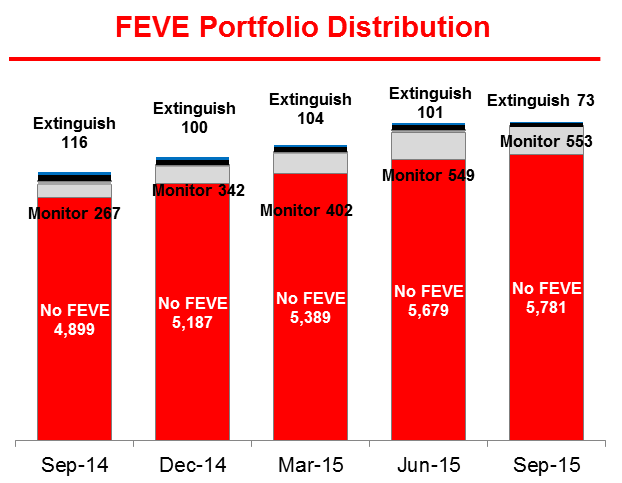 FEVE Portfolio Distribution
Extinguish
116
Extinguish
100
Extinguish
104
Extinguish
101
Extinguish 73
Monitor 267
Monitor 342
Monitor 402
Monitor 549
Monitor 553
No FEVE
4,899
No FEVE
5,187
No FEVE
5,389
No FEVE
5,679
No FEVE
5,781
Sep-14
Dec-14
Mar-15
Jun-15
Sep-15